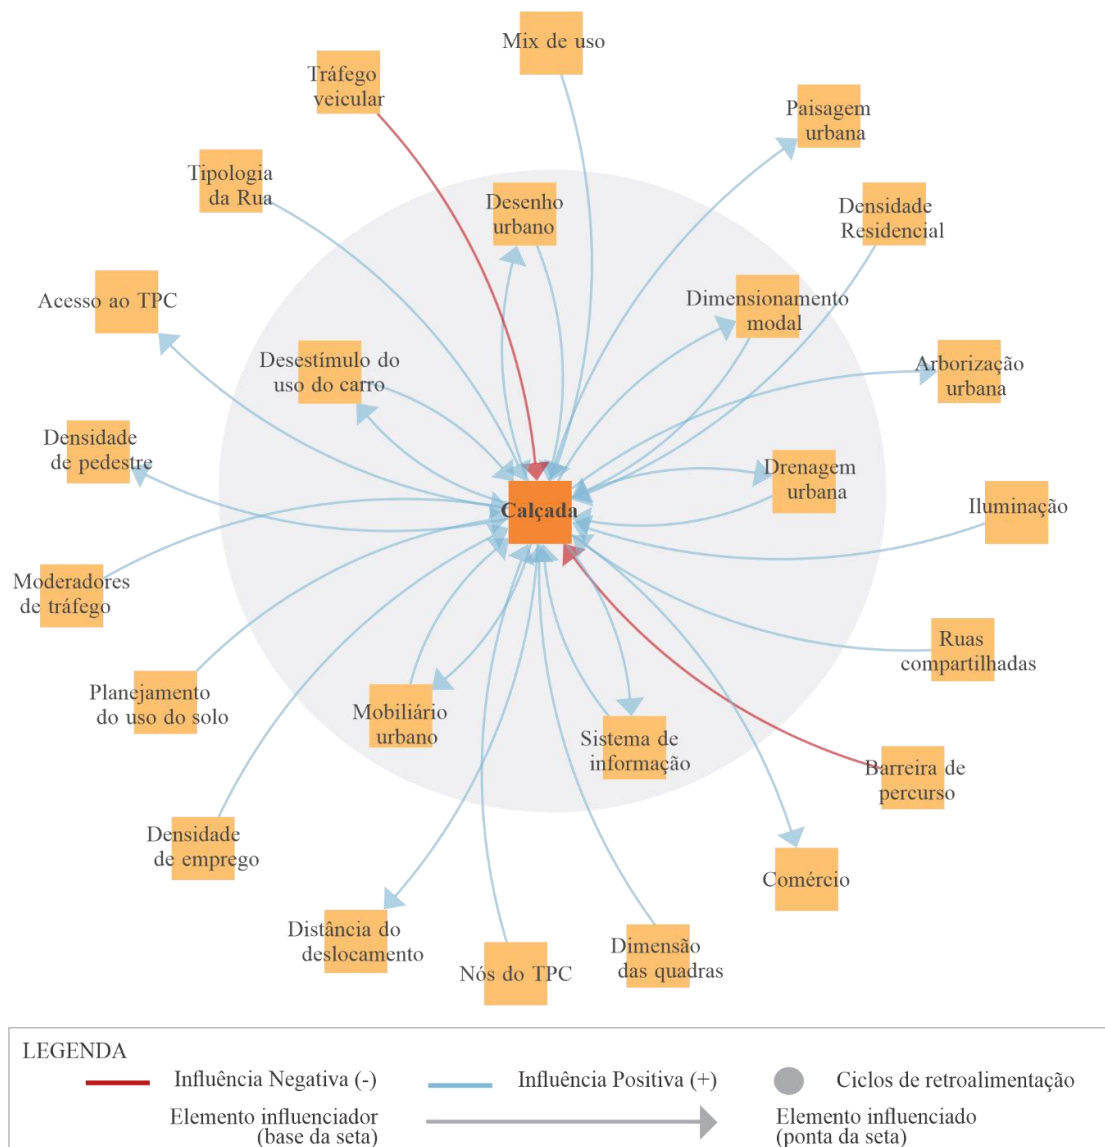 Mix de uso
Tráfego
veicular
Paisagem
urbana
Tipologia
da Rua
Desenho
urbano
Densidade
Residencial
Acesso ao TPC
Dimensionamento
modal
Desestímulo do
uso do carro
Arborização
urbana
Densidade
de pedestre
Drenagem
urbana
Calçada
Iluminação
Moderadores
de tráfego
Ruas
compartilhadas
Planejamento
do uso do solo
Mobiliário
urbano
Sistema de
informação
Barreira de
percurso
Densidade
de emprego
Comércio
Distância do
deslocamento
Nós do TPC
Dimensão
das quadras
LEGENDA
Influência Negativa (-)
Influência Positiva (+)
Ciclos de retroalimentação
Elemento influenciador
(base da seta)
Elemento influenciado
(ponta da seta)